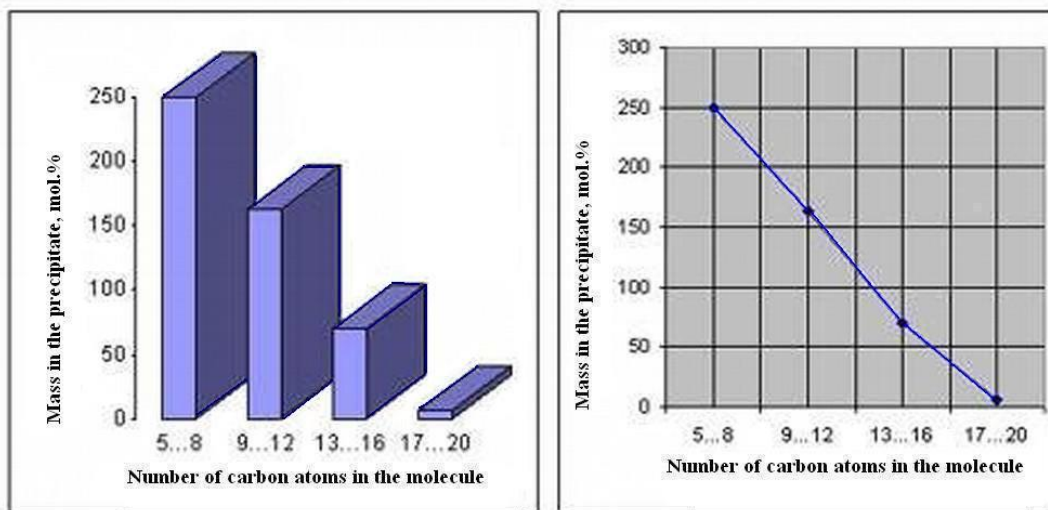 Mass in the precipitate, mol.%
250
200
150
100
50
0
5...8 9...12 13...16 17...20
Number of carbon atoms in the molecule
Mass in the precipitate, mol.%
300
250
200
150
100
50
0
5...8 9...12 13...16 17...20
Number of carbon atoms in the molecule